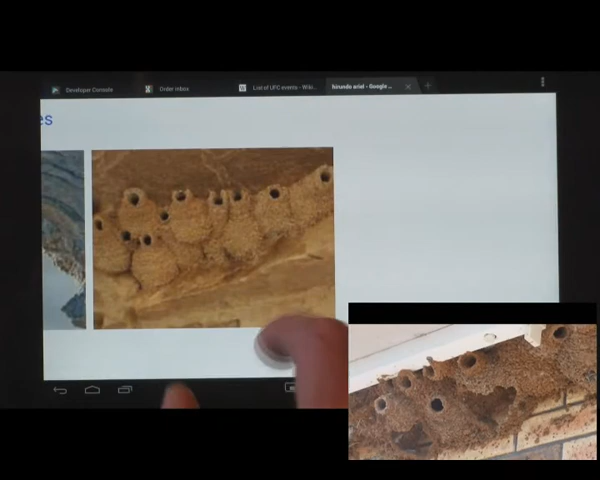 Developer Console
Order inbox
W List of UFC events - Wiki...
hirundo ariel - Google ...
es